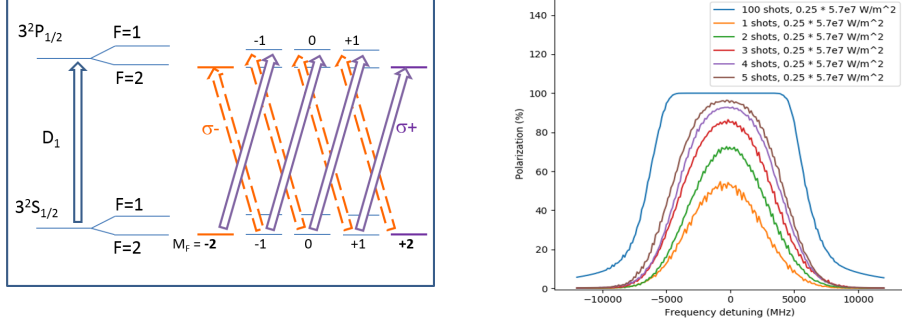 3²P₁/₂
F=1
F=2
D₁
3²S₁/₂
F=1
F=2
-1 0 +1
σ-
σ+
M_F = -2 -1 0 +1 +2
100 shots, 0.25 * 5.7e7 W/m^2
1 shots, 0.25 * 5.7e7 W/m^2
2 shots, 0.25 * 5.7e7 W/m^2
3 shots, 0.25 * 5.7e7 W/m^2
4 shots, 0.25 * 5.7e7 W/m^2
5 shots, 0.25 * 5.7e7 W/m^2
Polarization (%)
140
120
100
80
60
40
20
0
−10000 −5000 0 5000 10000
Frequency detuning (MHz)